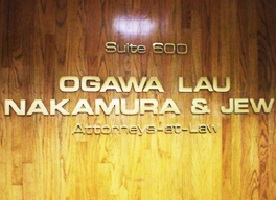 Suite 600
OGAWA LAU
NAKAMURA & JEW
Attorneys-at-Law